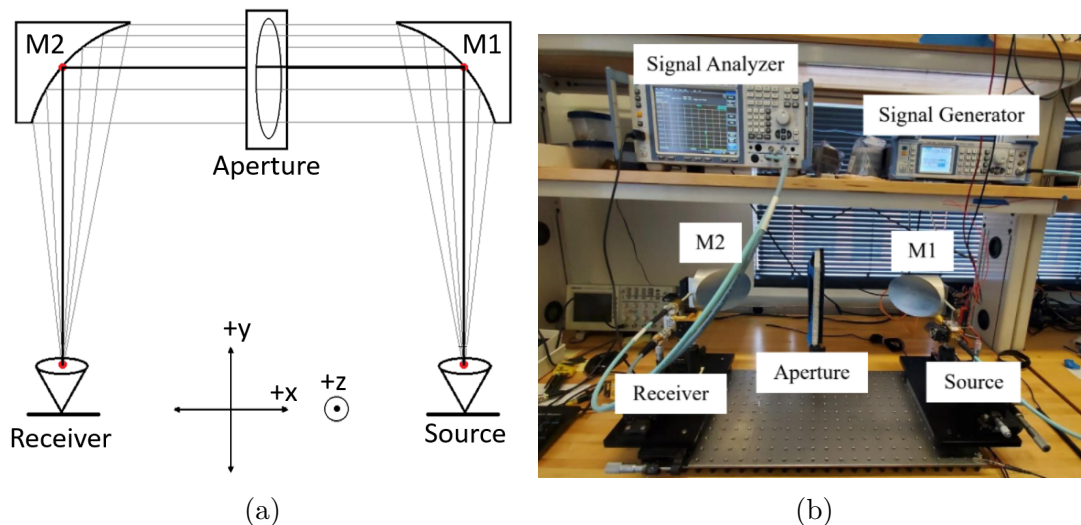 M2
M1
Aperture
+y
+x
+z
Receiver
Source
(a)
Signal Analyzer
Signal Generator
M2
M1
Receiver
Aperture
Source
(b)